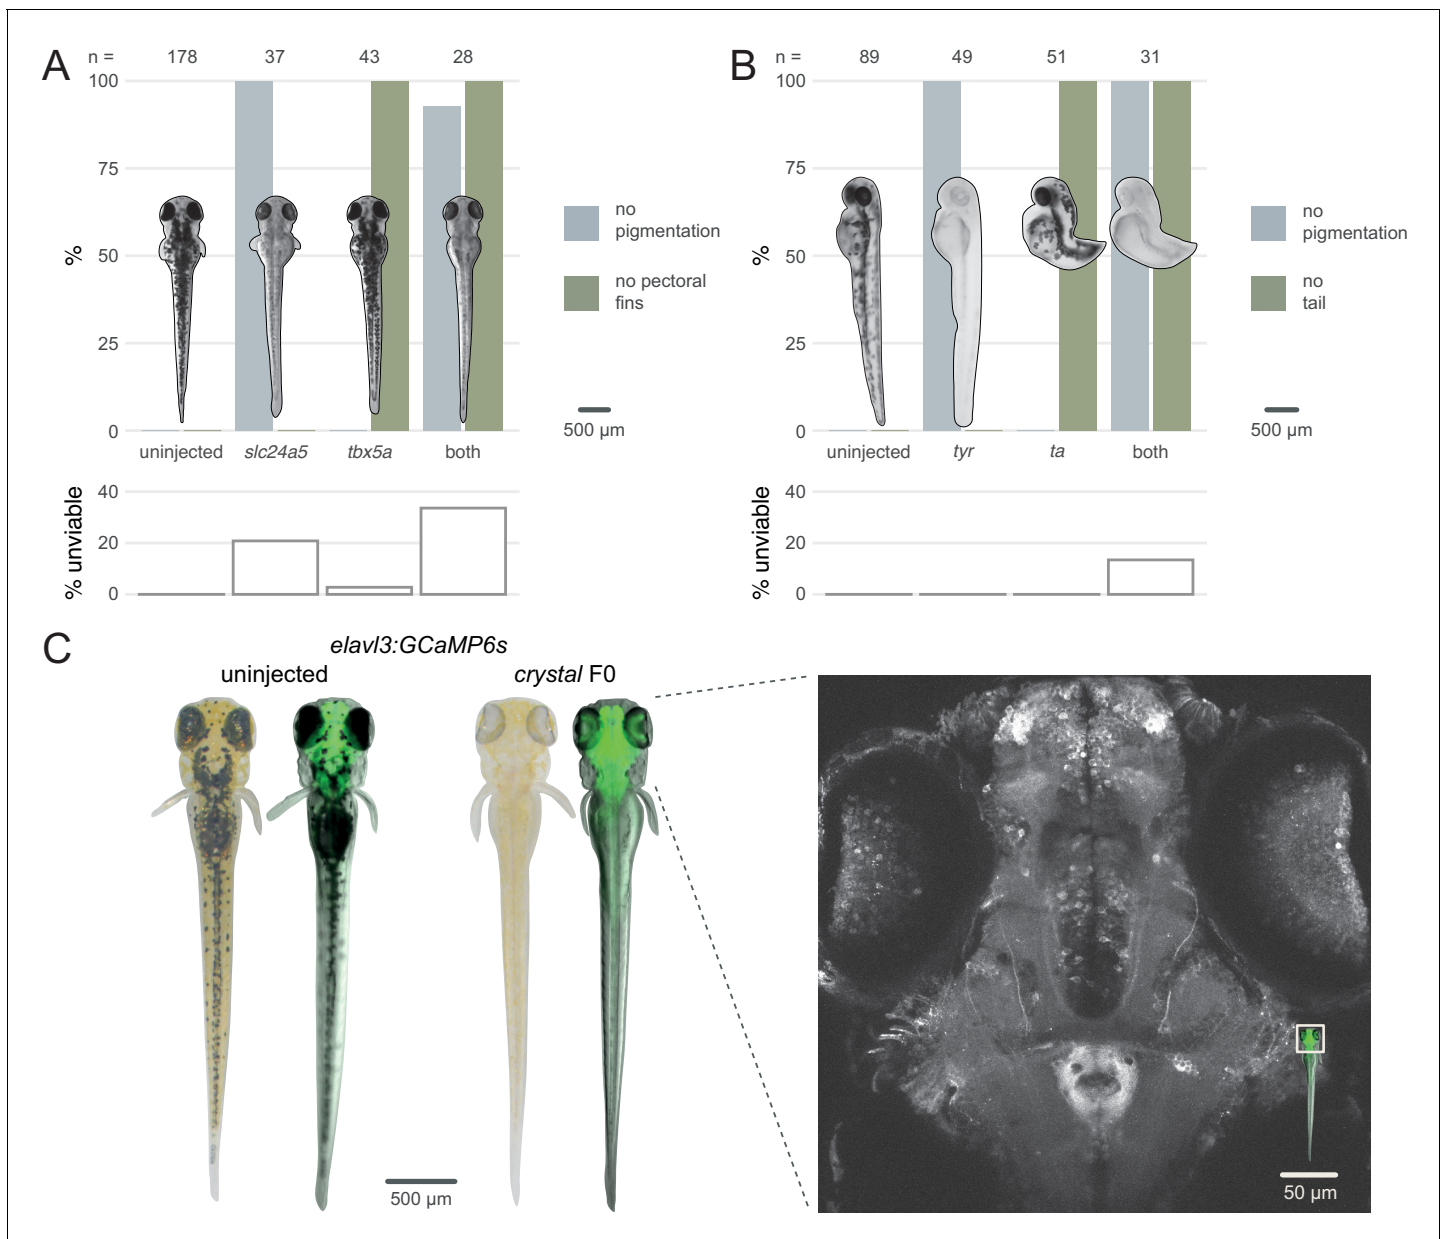 A
n = 178 37 43 28
100
75
50
25
0
%
no
pigmentation
no pectoral
fins
500 µm
uninjected slc24a5 tbx5a both
% unviable
40
20
0
B
n = 89 49 51 31
100
75
50
25
0
%
no
pigmentation
no
tail
500 µm
uninjected tyr ta both
% unviable
40
20
0
C
elavl3:GCaMP6s
uninjected crystal F0
500 µm
50 µm